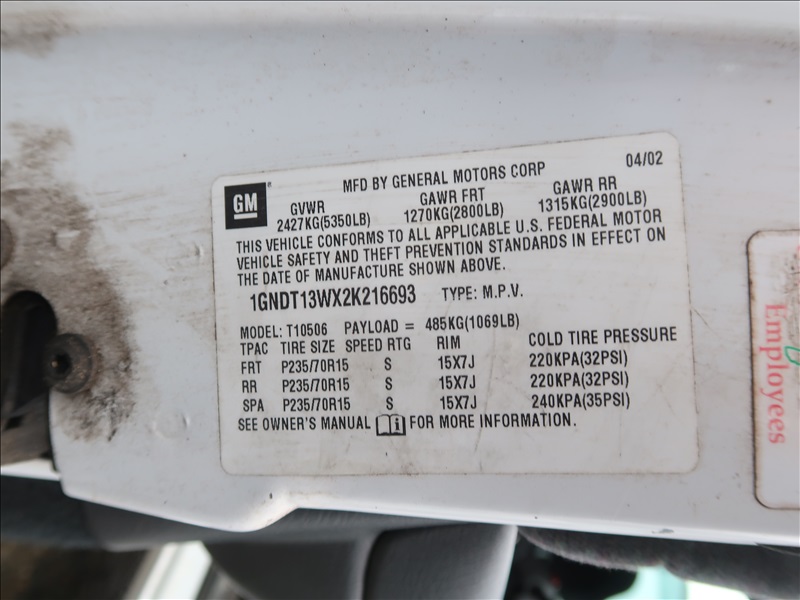 GM
MFD BY GENERAL MOTORS CORP 04/02
GVWR GAWR FRT GAWR RR
2427KG(5350LB) 1270KG(2800LB) 1315KG(2900LB)
THIS VEHICLE CONFORMS TO ALL APPLICABLE U.S. FEDERAL MOTOR
VEHICLE SAFETY AND THEFT PREVENTION STANDARDS IN EFFECT ON
THE DATE OF MANUFACTURE SHOWN ABOVE.
1GNDT13WX2K216693 TYPE: M.P.V.
MODEL: T10506 PAYLOAD = 485KG(1069LB)
TPAC TIRE SIZE SPEED RTG RIM COLD TIRE PRESSURE
FRT P235/70R15 S 15X7J 220KPA(32PSI)
RR P235/70R15 S 15X7J 220KPA(32PSI)
SPA P235/70R15 S 15X7J 240KPA(35PSI)
SEE OWNER'S MANUAL FOR MORE INFORMATION.
Employees